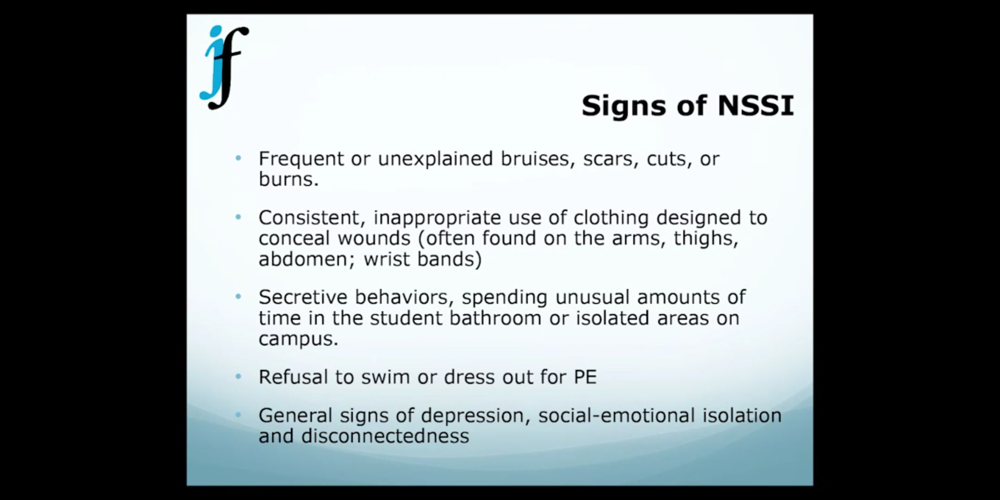 jf
Signs of NSSI
• Frequent or unexplained bruises, scars, cuts, or
burns.
• Consistent, inappropriate use of clothing designed to
conceal wounds (often found on the arms, thighs,
abdomen; wrist bands)
• Secretive behaviors, spending unusual amounts of
time in the student bathroom or isolated areas on
campus.
• Refusal to swim or dress out for PE
• General signs of depression, social-emotional isolation
and disconnectedness